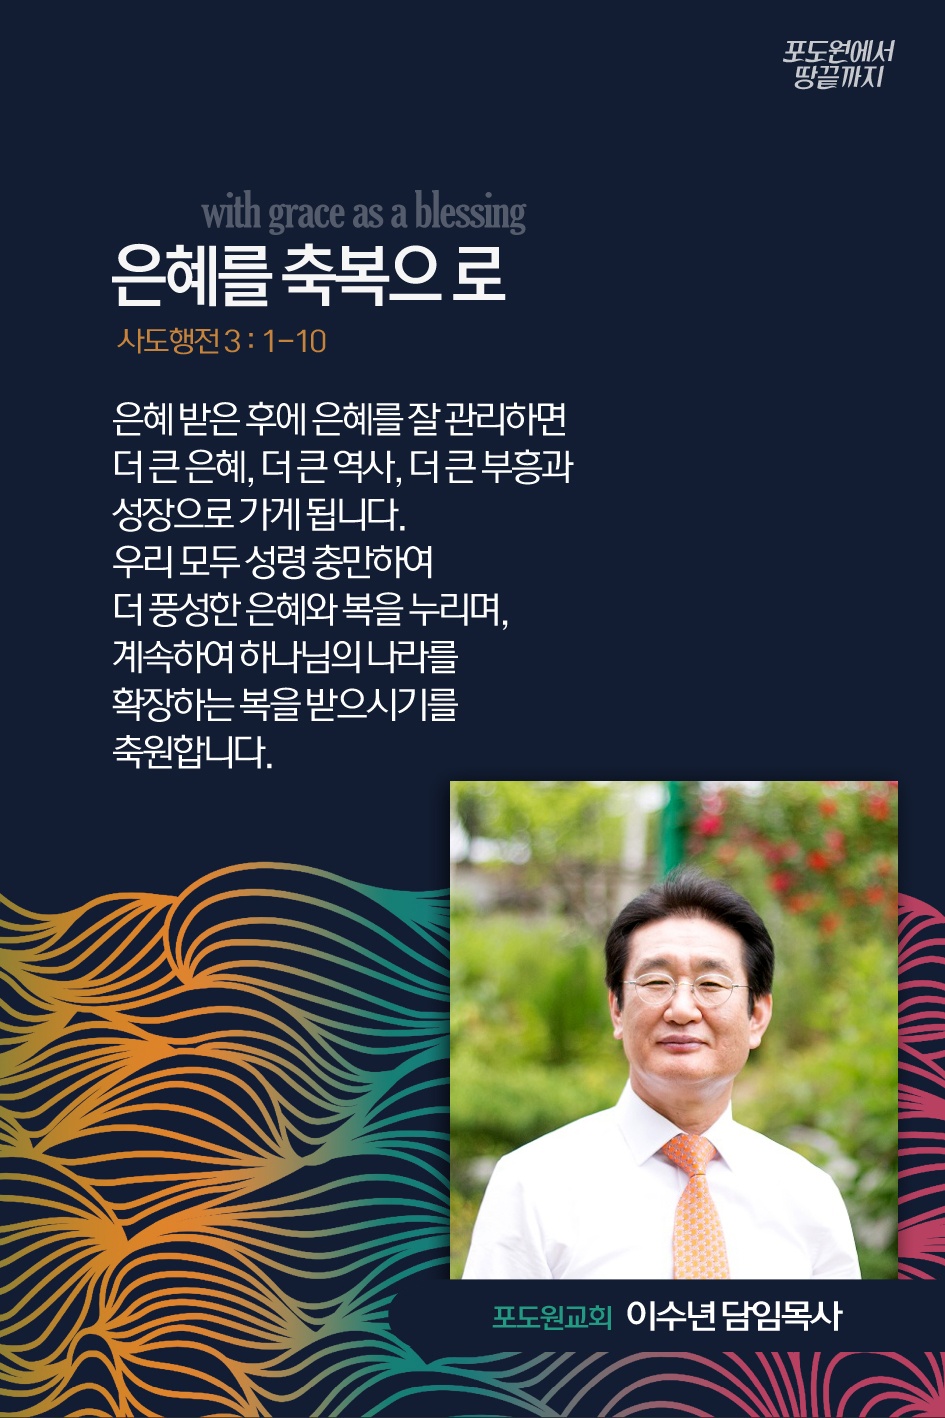 포도원에서
땅끝까지
with grace as a blessing
은혜를 축복으 로
사도행전 3 : 1-10
은혜 받은 후에 은혜를 잘 관리하면
더 큰 은혜, 더 큰 역사, 더 큰 부흥과
성장으로 가게 됩니다.
우리 모두 성령 충만하여
더 풍성한 은혜와 복을 누리며,
계속하여 하나님의 나라를
확장하는 복을 받으시기를
축원합니다.
포도원교회 이수년 담임목사